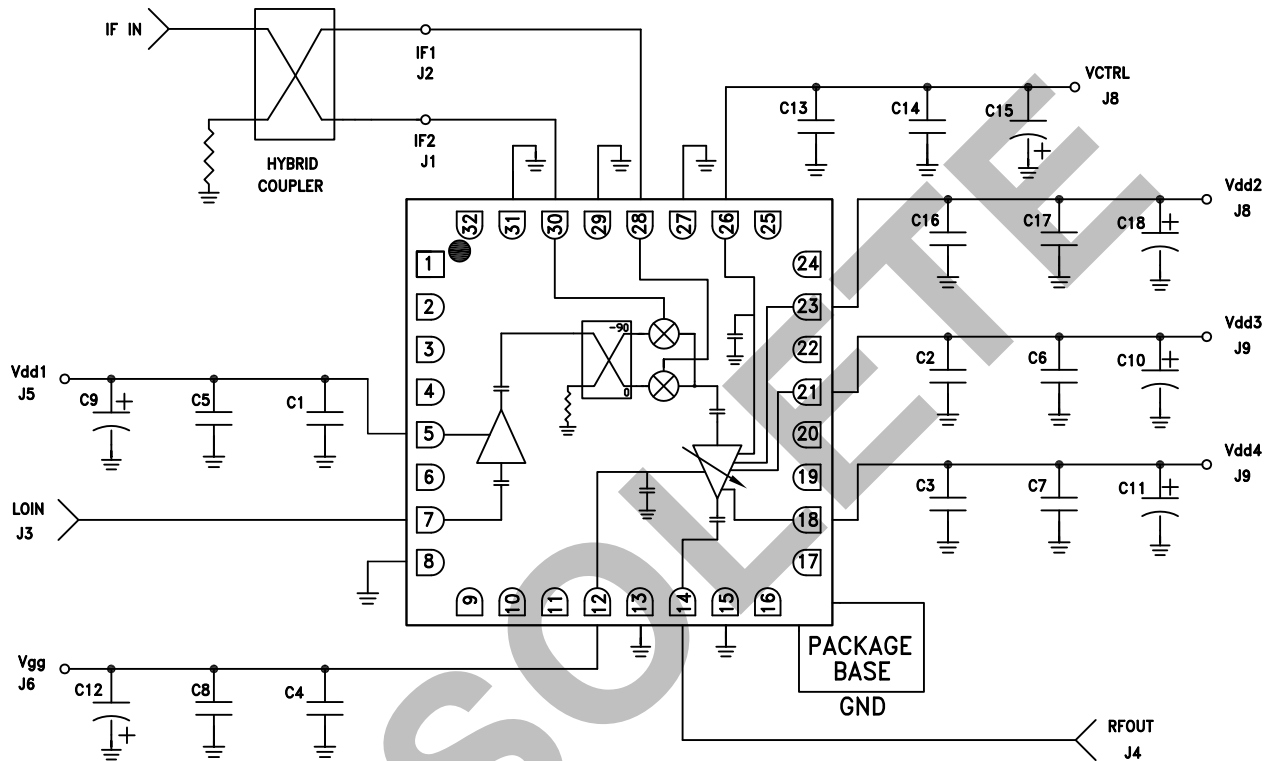 IF IN
IF1
J2
IF2
J1
HYBRID
COUPLER
VCTRL
J8
C13
C14
C15
+
Vdd2
J8
C16
C17
C18
+
Vdd3
J9
C2
C6
C10
+
Vdd4
J9
C3
C7
C11
+
Vdd1
J5
C9
+
C5
C1
LOIN
J3
Vgg
J6
C12
+
C8
C4
32
31
30
29
28
27
26
25
1
2
3
4
5
6
7
8
24
23
22
21
20
19
18
17
-90
0
9
10
11
12
13
14
15
16
PACKAGE
BASE
GND
RFOUT
J4
SOLETE